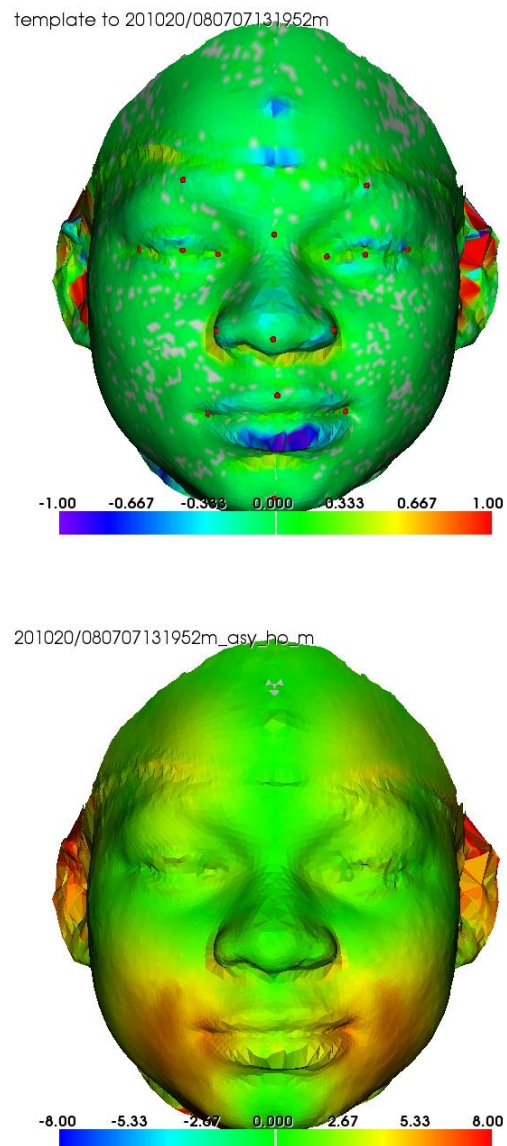 template to 201020/080707131952m
-1.00 -0.667 -0.333 0.000 0.333 0.667 1.00
201020/080707131952m_asy_ho_m
-8.00 -5.33 -2.67 0.000 2.67 5.33 8.00